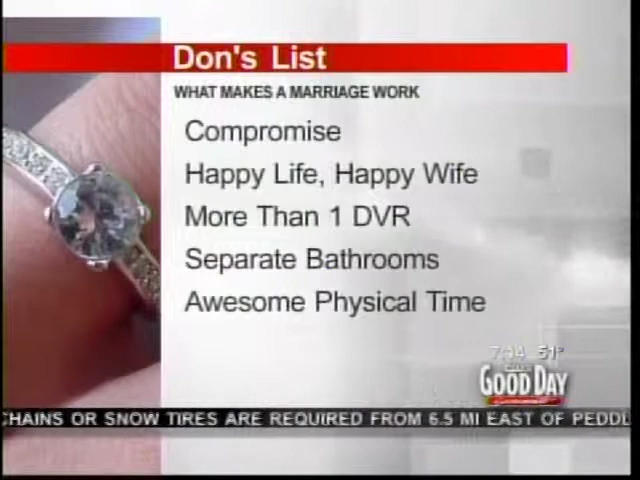 Don's List
WHAT MAKES A MARRIAGE WORK
Compromise
Happy Life, Happy Wife
More Than 1 DVR
Separate Bathrooms
Awesome Physical Time
51°
GOOD DAY
CHAINS OR SNOW TIRES ARE REQUIRED FROM 6.5 MI EAST OF PEDDL